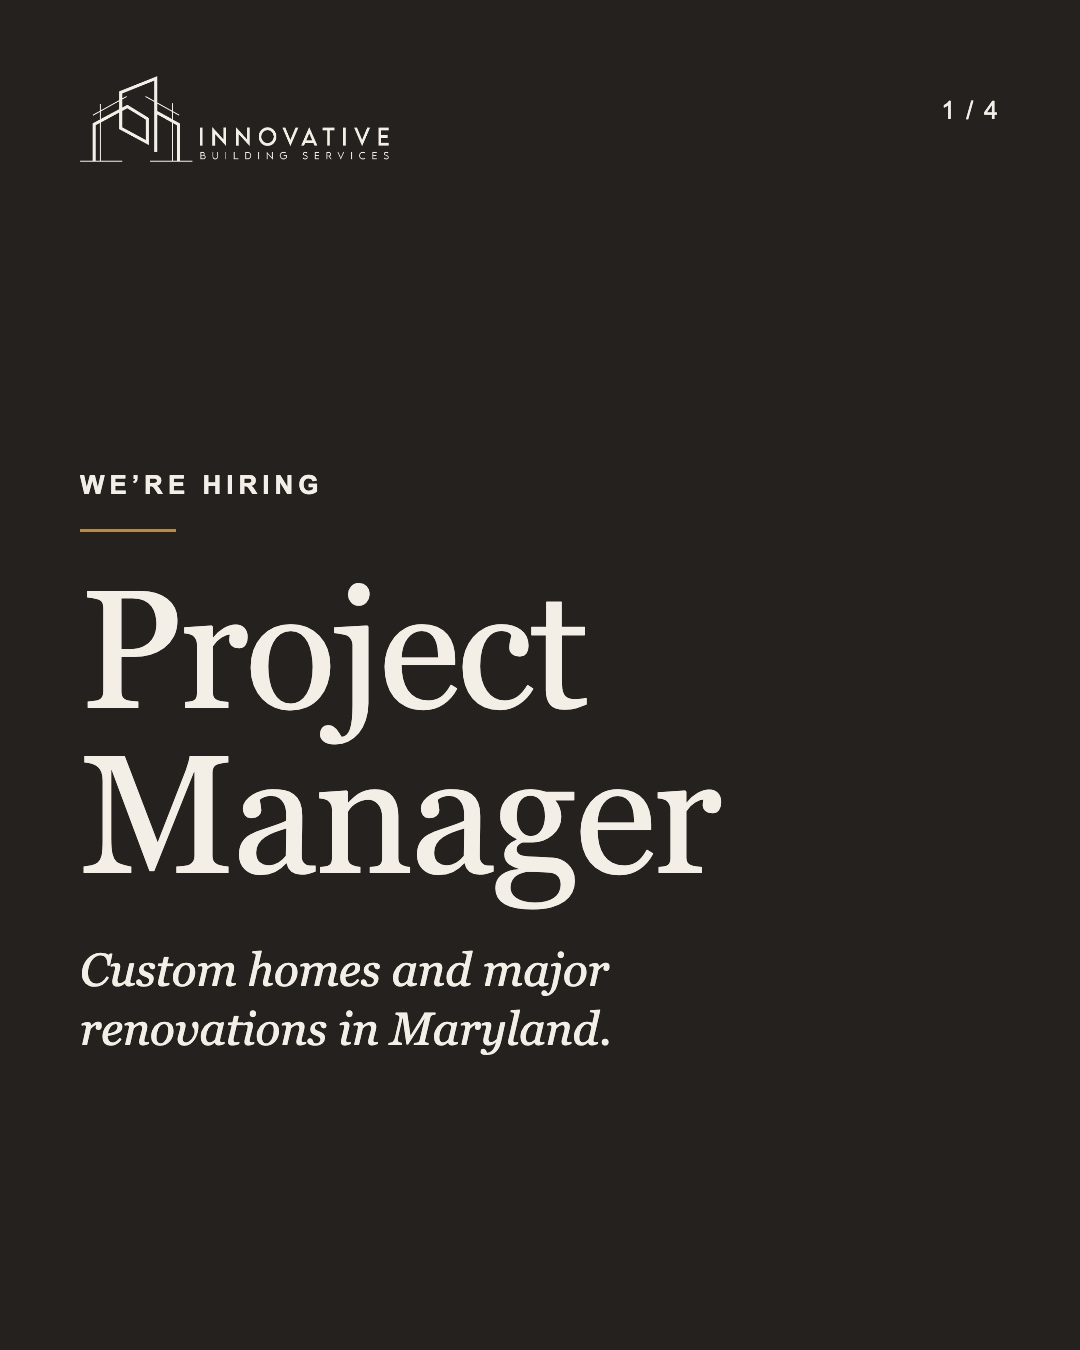 INNOVATIVE
BUILDING SERVICES
1 / 4
WE’RE HIRING
Project
Manager
Custom homes and major
renovations in Maryland.